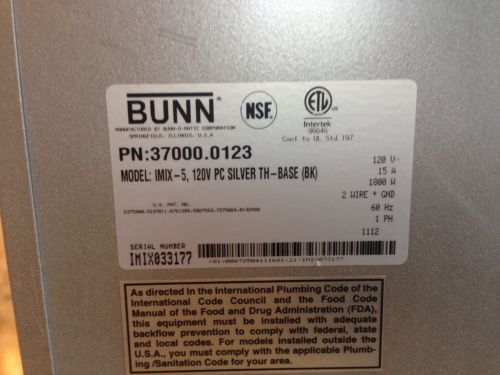 BUNN®
MANUFACTURED BY BUNN-O-MATIC CORPORATION
SPRINGFIELD, ILLINOIS, U.S.A
NSF®
ETL
us
Intertek
96646
Conf to UL Std 197
PN:37000.0123
MODEL: IMIX-5, 120V PC SILVER TH-BASE (BK)
120 V~
15 A
1800 W
2 WIRE + GND
60 Hz
1 PH
1112
U.S. PAT. NO.
SERIAL NUMBER
IMIX033177
As directed in the International Plumbing Code of the
International Code Council and the Food Code
Manual of the Food and Drug Administration (FDA),
this equipment must be installed with adequate
backflow prevention to comply with federal, state
and local codes. For models installed outside the
U.S.A., you must comply with the applicable Plumb-
ing /Sanitation Code for your area.